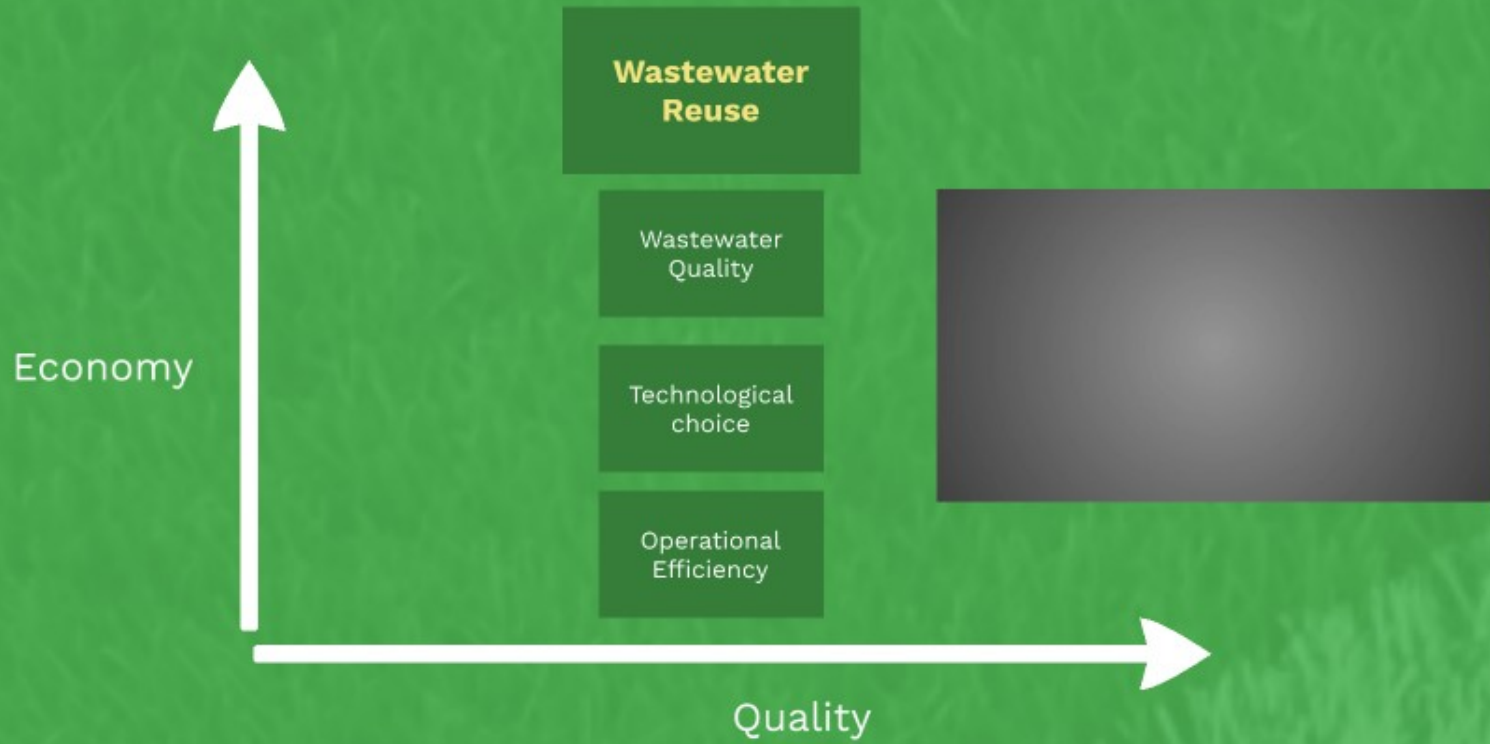 Wastewater
Reuse
Wastewater
Quality
Economy
Technological
choice
Operational
Efficiency
Quality